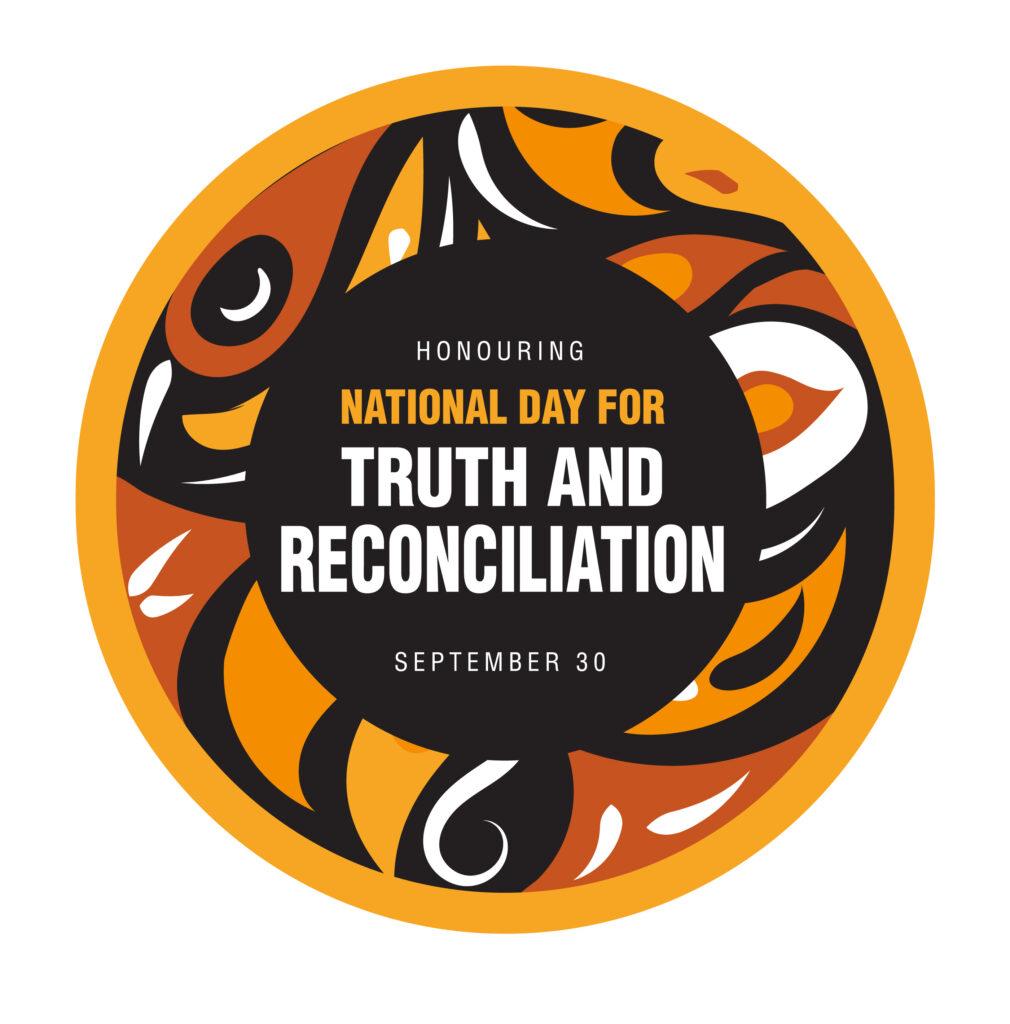 HONOURING
NATIONAL DAY FOR
TRUTH AND
RECONCILIATION
SEPTEMBER 30